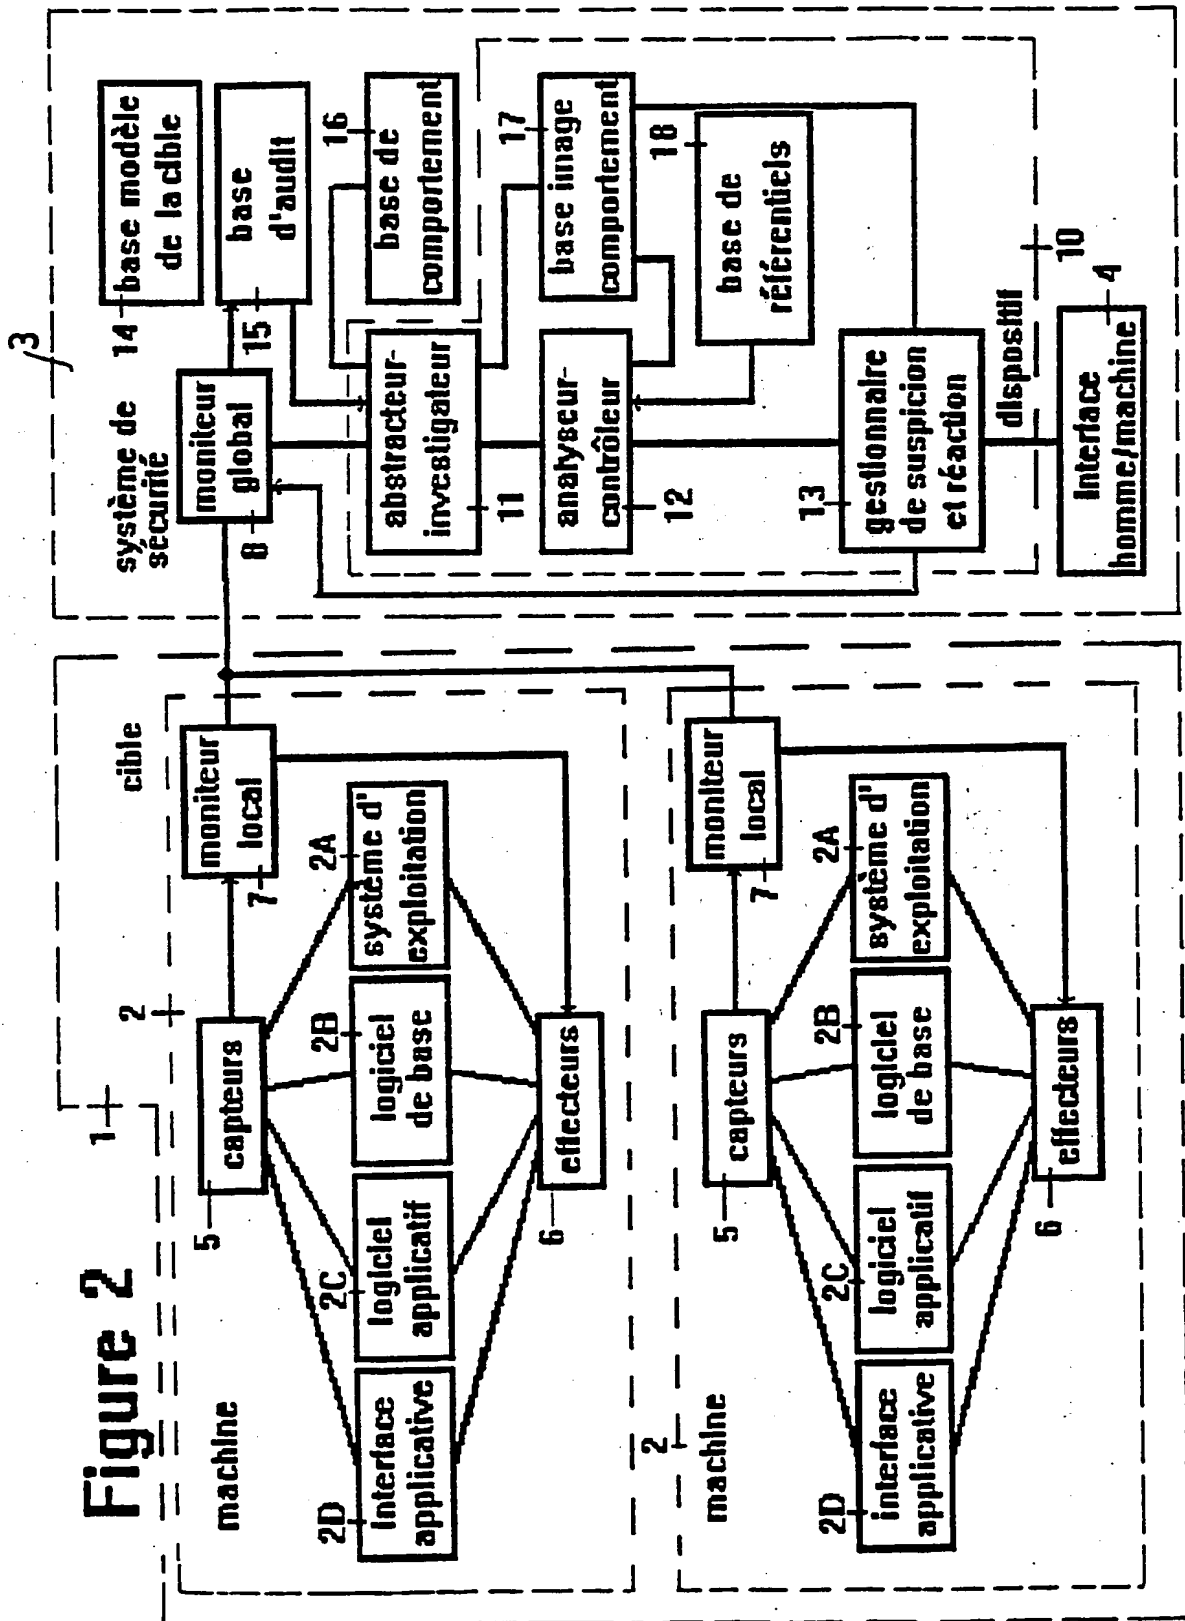 Figure 2
1
2
cible
machine
5
capteurs
7
moniteur
local
2D
interface
applicative
2C
logiciel
applicatif
2B
logiciel
de base
2A
système d'
exploitation
6
effecteurs
2
machine
5
capteurs
7
moniteur
local
2D
interface
applicative
2C
logiciel
applicatif
2B
logiciel
de base
2A
système d'
exploitation
6
effecteurs
3
système de
sécurité
8
moniteur
global
14
base modèle
de la cible
15
base
d'audit
16
base de
comportement
abstracteur-
investigateur
11
17
base image
comportement
analyseur-
contrôleur
12
18
base de
référentiels
13
gestionnaire
de suspicion
et réaction
dispositif
10
4
interface
homme/machine